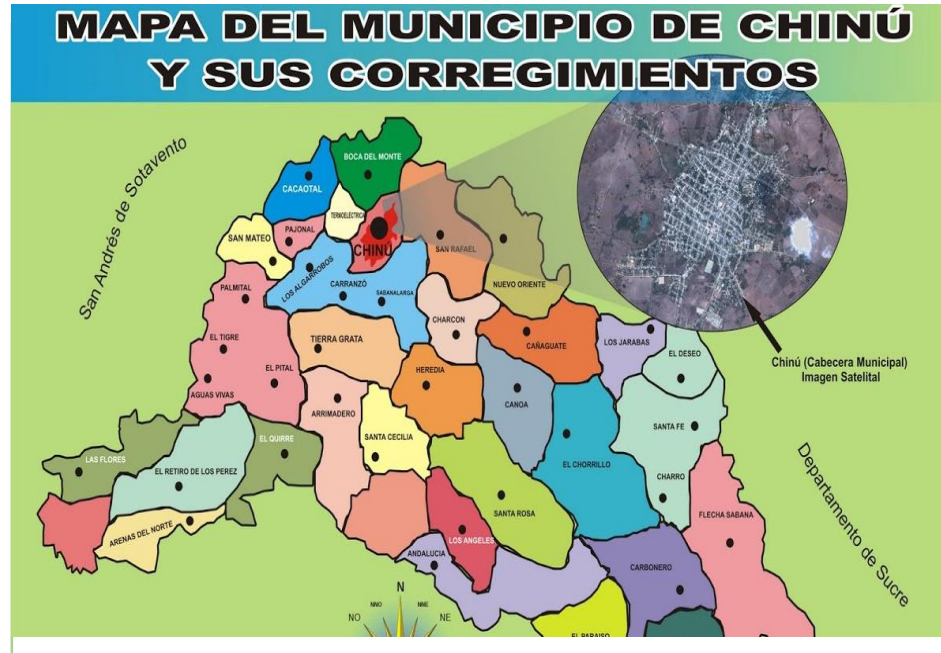 MAPA DEL MUNICIPIO DE CHINÚ
Y SUS CORREGIMIENTOS
San Andrés de Sotavento
BOCA DEL MONTE
CACAOTAL
TERMOELÉCTRICA
PAJONAL
SAN MATEO
CHINÚ
SAN RAFAEL
NUEVO ORIENTE
LOS ALGARROBOS
CARRANZÓ
SABANALARGA
PALMITAL
CHARCON
EL TIGRE
TIERRA GRATA
CAÑAGUATE
LOS JARABAS
EL DESEO
Chinú (Cabecera Municipal)
Imagen Satelital
EL PITAL
HEREDIA
AGUAS VIVAS
ARRIMADERO
CANOA
SANTA FE
EL QUIRRE
SANTA CECILIA
LAS FLORES
EL RETIRO DE LOS PEREZ
EL CHORRILLO
CHARRO
Departamento de Sucre
SANTA ROSA
FLECHA SABANA
ARENAS DEL NORTE
LOS ANGELES
ANDALUCIA
CARBONERO
N
NNO
NNE
NO
NE
EL PARAISO